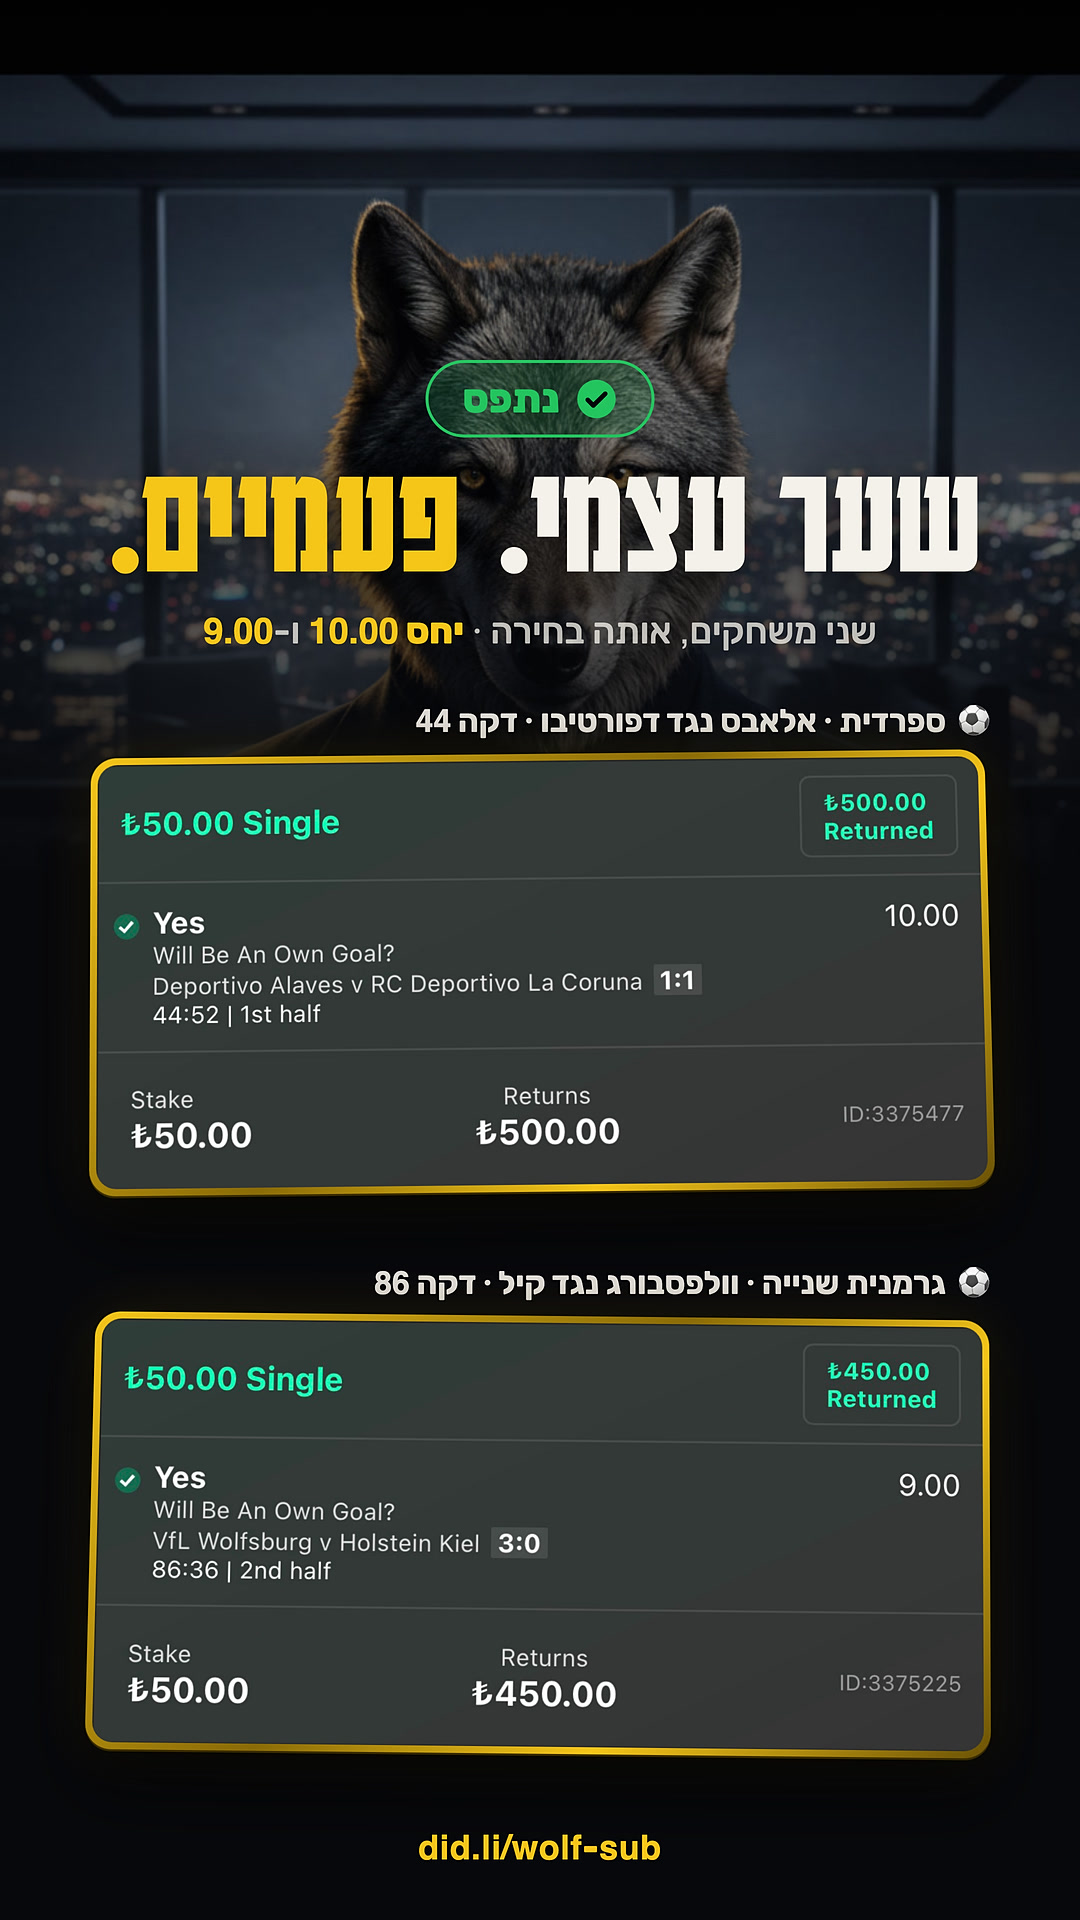 נתפס
שער עצמי. פעמיים.
שני משחקים, אותה בחירה · יחס 10.00 ו-9.00
ספרדית · אלאבס נגד דפורטיבו · דקה 44
₺50.00 Single
₺500.00
Returned
Yes
10.00
Will Be An Own Goal?
Deportivo Alaves v RC Deportivo La Coruna 1:1
44:52 | 1st half
Stake
₺50.00
Returns
₺500.00
ID:3375477
גרמנית שנייה · וולפסבורג נגד קיל · דקה 86
₺50.00 Single
₺450.00
Returned
Yes
9.00
Will Be An Own Goal?
VfL Wolfsburg v Holstein Kiel 3:0
86:36 | 2nd half
Stake
₺50.00
Returns
₺450.00
ID:3375225
did.li/wolf-sub